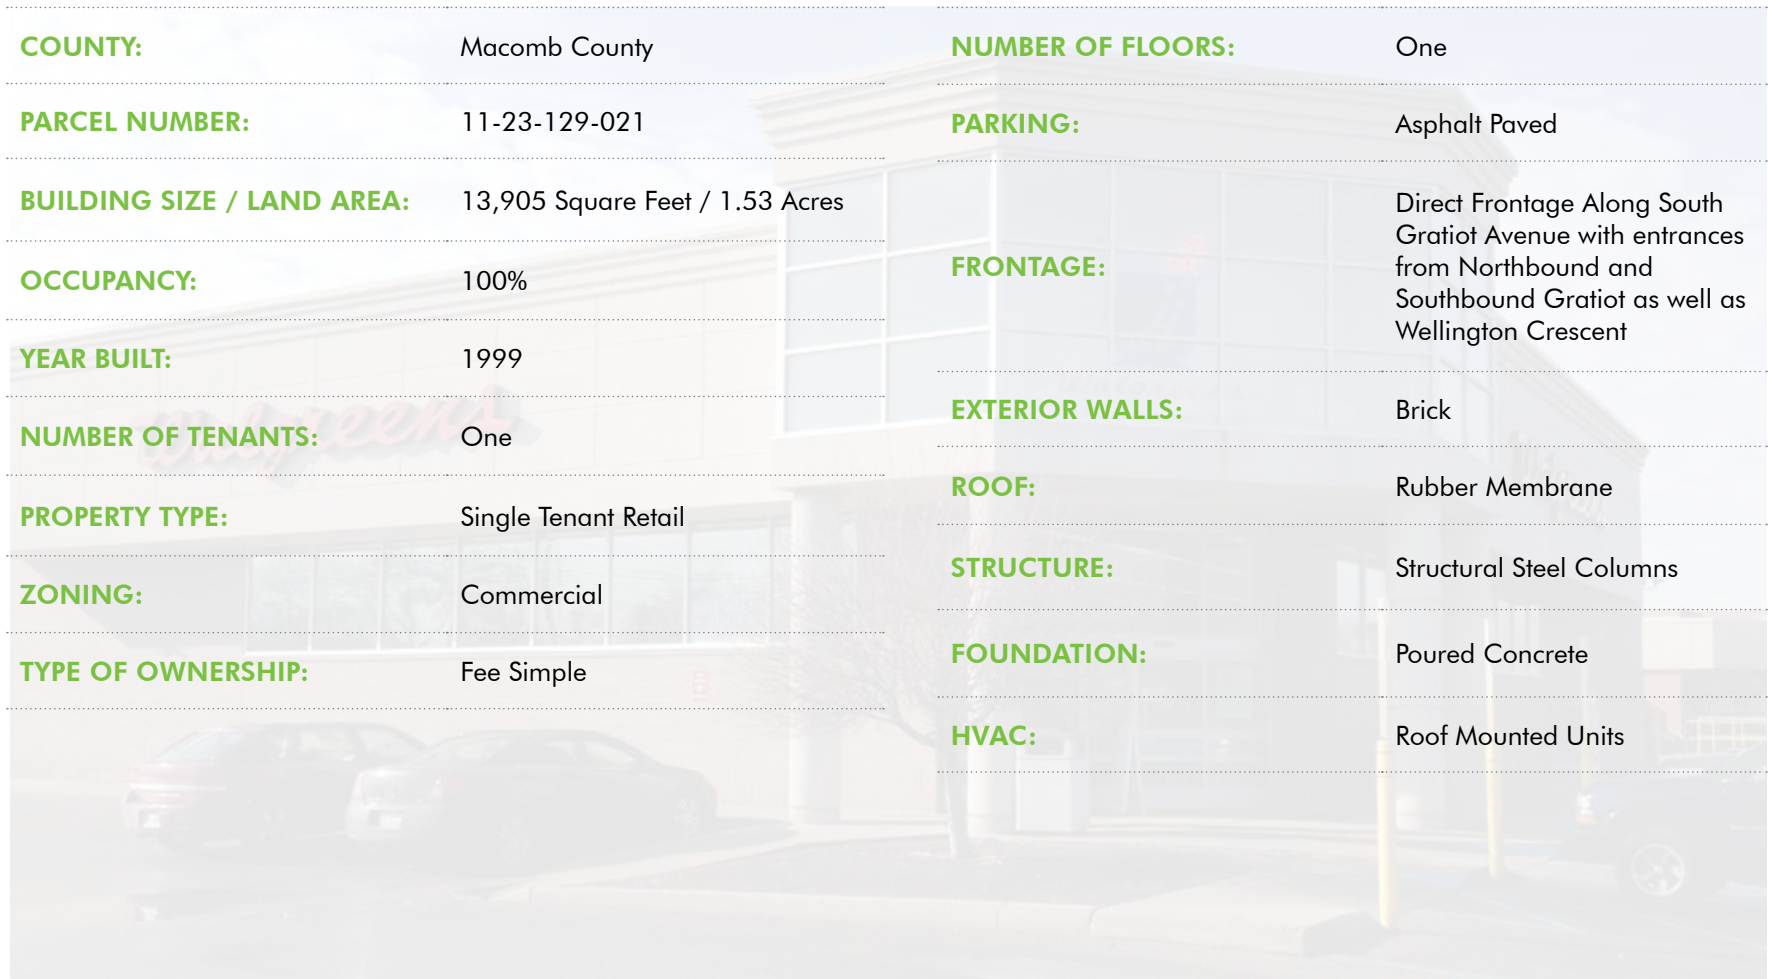 COUNTY: Macomb County
PARCEL NUMBER: 11-23-129-021
BUILDING SIZE / LAND AREA: 13,905 Square Feet / 1.53 Acres
OCCUPANCY: 100%
YEAR BUILT: 1999
Walgreens
NUMBER OF TENANTS: One
PROPERTY TYPE: Single Tenant Retail
ZONING: Commercial
TYPE OF OWNERSHIP: Fee Simple
NUMBER OF FLOORS: One
PARKING: Asphalt Paved
FRONTAGE:
Direct Frontage Along South
Gratiot Avenue with entrances
from Northbound and
Southbound Gratiot as well as
Wellington Crescent
EXTERIOR WALLS: Brick
ROOF: Rubber Membrane
STRUCTURE: Structural Steel Columns
FOUNDATION: Poured Concrete
HVAC: Roof Mounted Units